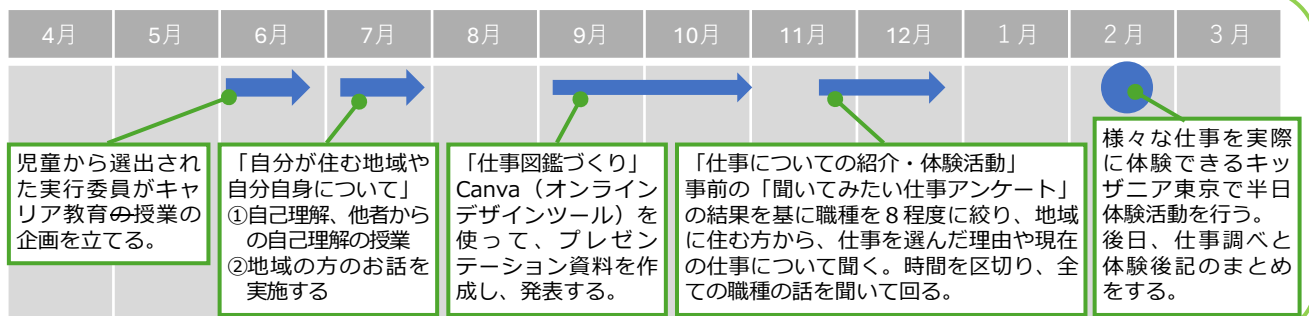 4月 5月 6月 7月 8月 9月 10月 11月 12月 1月 2月 3月
児童から選出され
た実行委員がキャ
リア教育の授業の
企画を立てる。
「自分が住む地域や
自分自身について」
①自己理解、他者から
の自己理解の授業
②地域の方のお話を
実施する
「仕事図鑑づくり」
Canva（オンライン
デザインツール）を
使って、プレゼン
テーション資料を作
成し、発表する。
「仕事についての紹介・体験活動」
事前の「聞いてみたい仕事アンケート」
の結果を基に職種を８程度に絞り、地域
に住む方から、仕事を選んだ理由や現在
の仕事について聞く。時間を区切り、全
ての職種の話を聞いて回る。
様々な仕事を実際
に体験できるキッ
ザニア東京で半日
体験活動を行う。
後日、仕事調べと
体験後記のまとめ
をする。